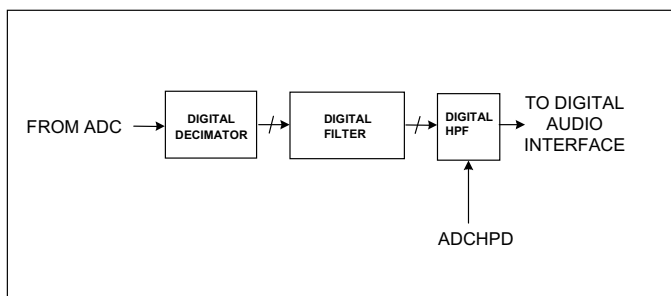 FROM ADC
DIGITAL
DECIMATOR
DIGITAL
FILTER
DIGITAL
HPF
TO DIGITAL
AUDIO
INTERFACE
ADCHPD